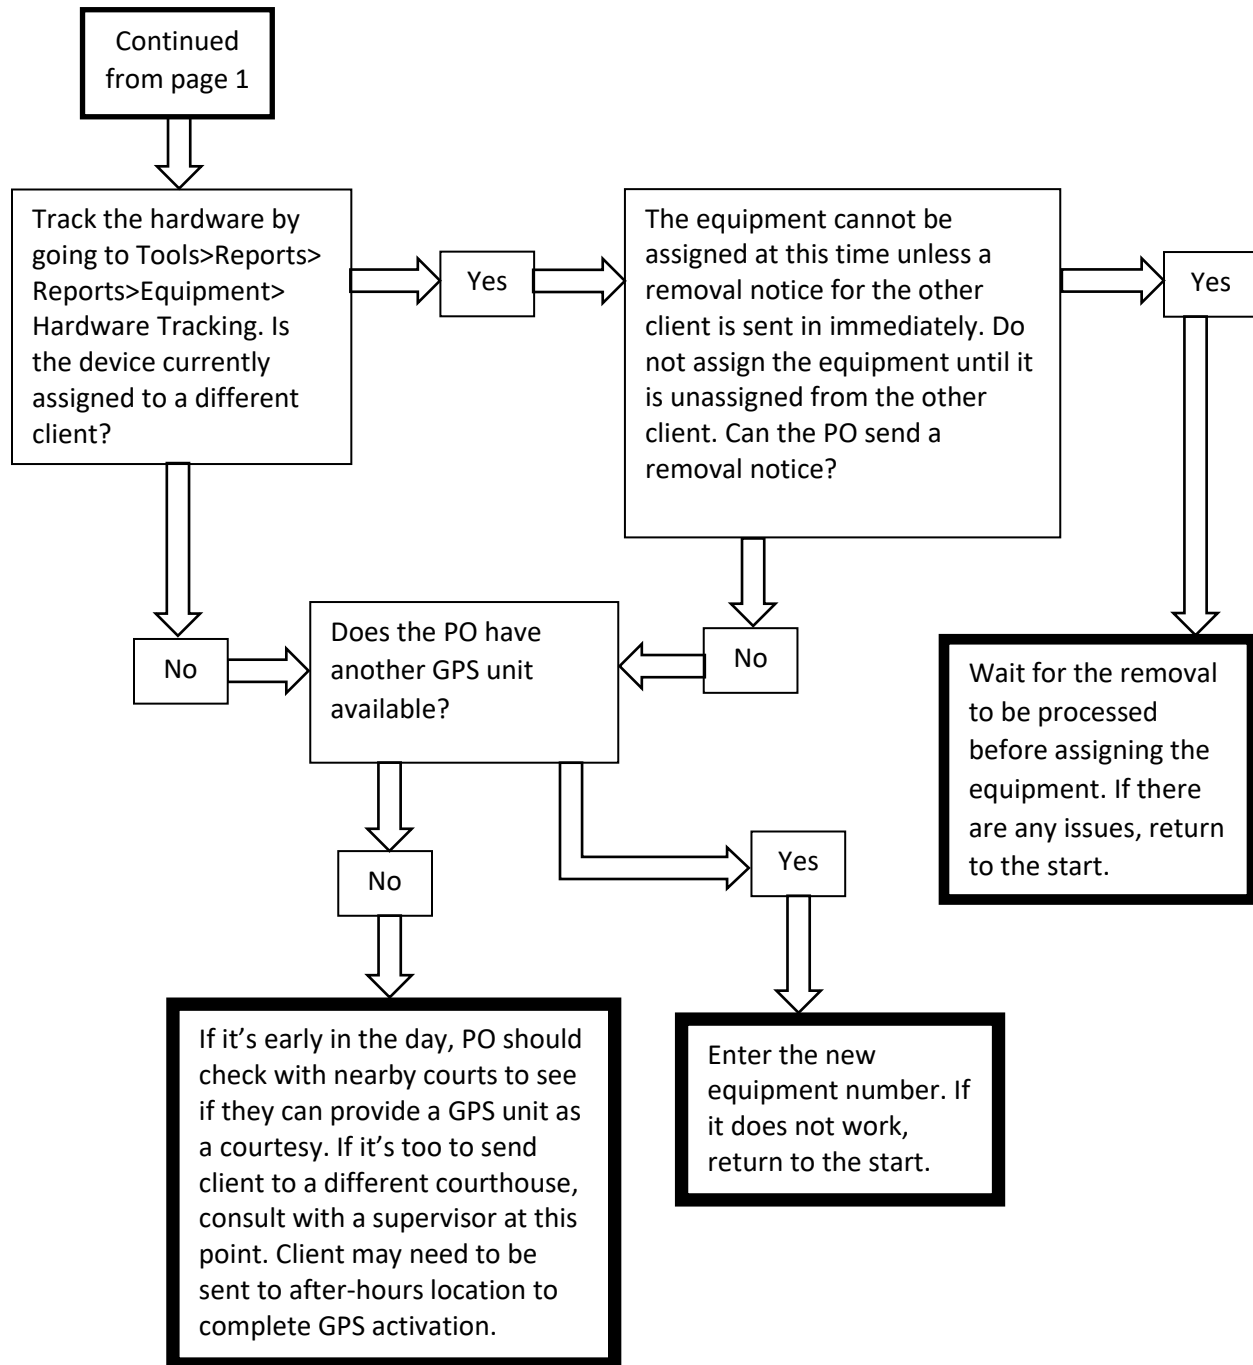 Continued
from page 1
Track the hardware by
going to Tools>Reports>
Reports>Equipment>
Hardware Tracking. Is
the device currently
assigned to a different
client?
Yes
The equipment cannot be
assigned at this time unless a
removal notice for the other
client is sent in immediately. Do
not assign the equipment until it
is unassigned from the other
client. Can the PO send a
removal notice?
Yes
No
Does the PO have
another GPS unit
available?
No
Wait for the removal
to be processed
before assigning the
equipment. If there
are any issues, return
to the start.
No
Yes
If it’s early in the day, PO should
check with nearby courts to see
if they can provide a GPS unit as
a courtesy. If it’s too to send
client to a different courthouse,
consult with a supervisor at this
point. Client may need to be
sent to after-hours location to
complete GPS activation.
Enter the new
equipment number. If
it does not work,
return to the start.